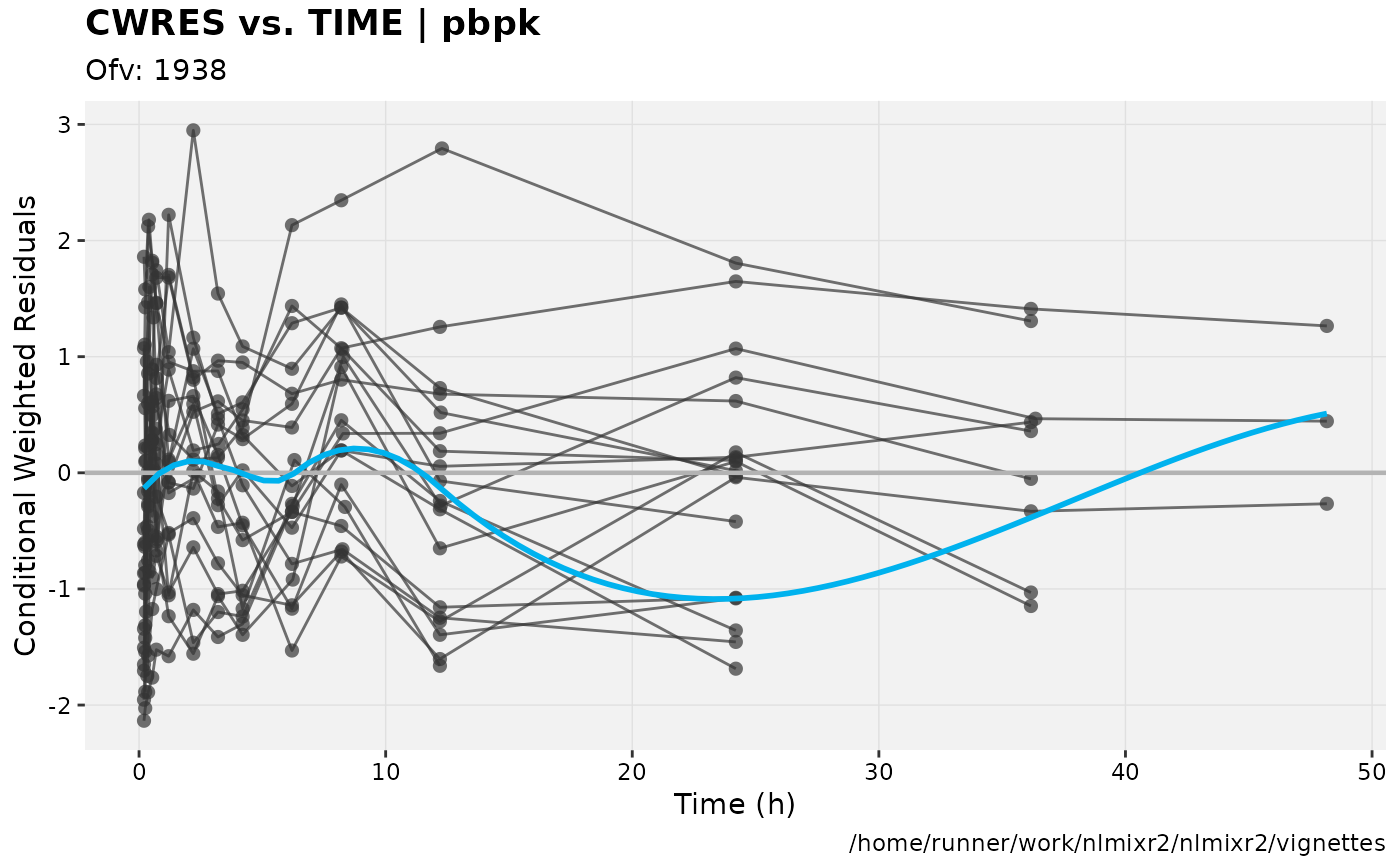 CWRES vs. TIME | pbpk
Ofv: 1938
3
2
1
0
-1
-2
Conditional Weighted Residuals
0 10 20 30 40 50
Time (h)
/home/runner/work/nlmixr2/nlmixr2/vignettes